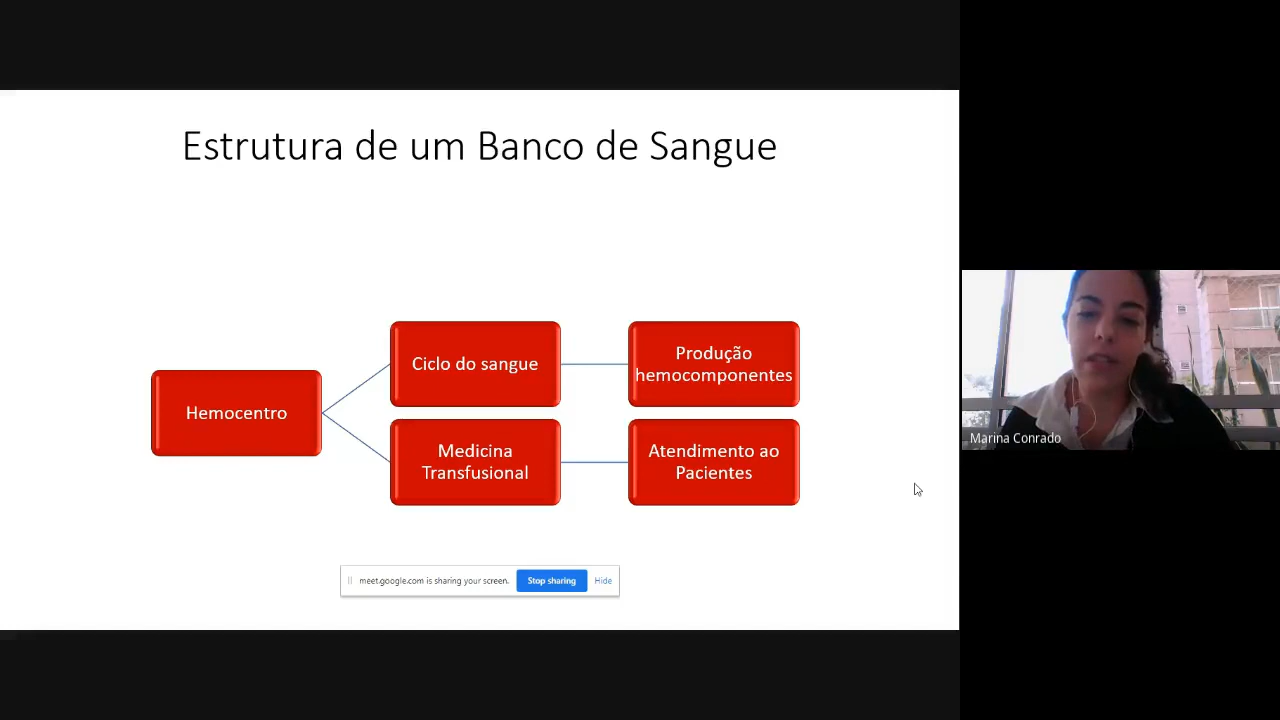 Estrutura de um Banco de Sangue
Hemocentro
Ciclo do sangue
Produção
hemocomponentes
Medicina
Transfusional
Atendimento ao
Pacientes
Marina Conrado
meet.google.com is sharing your screen.
Stop sharing
Hide